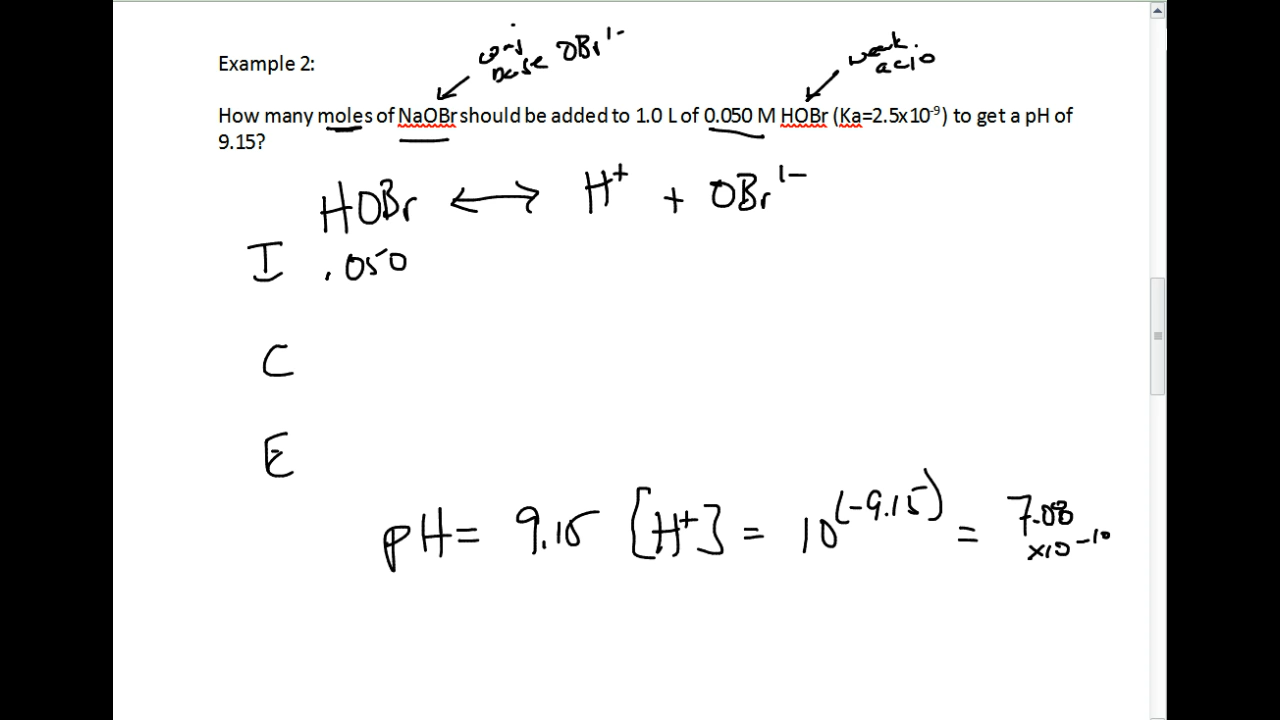 Example 2:
conj
base OBr¹⁻
weak
acid
How many moles of NaOBr should be added to 1.0 L of 0.050 M HOBr (Ka=2.5x10⁻⁹) to get a pH of
9.15?
HOBr ⟷ H⁺ + OBr¹⁻
I .050
C
E
pH = 9.15 [H⁺] = 10^(-9.15) = 7.08
x10⁻¹⁰